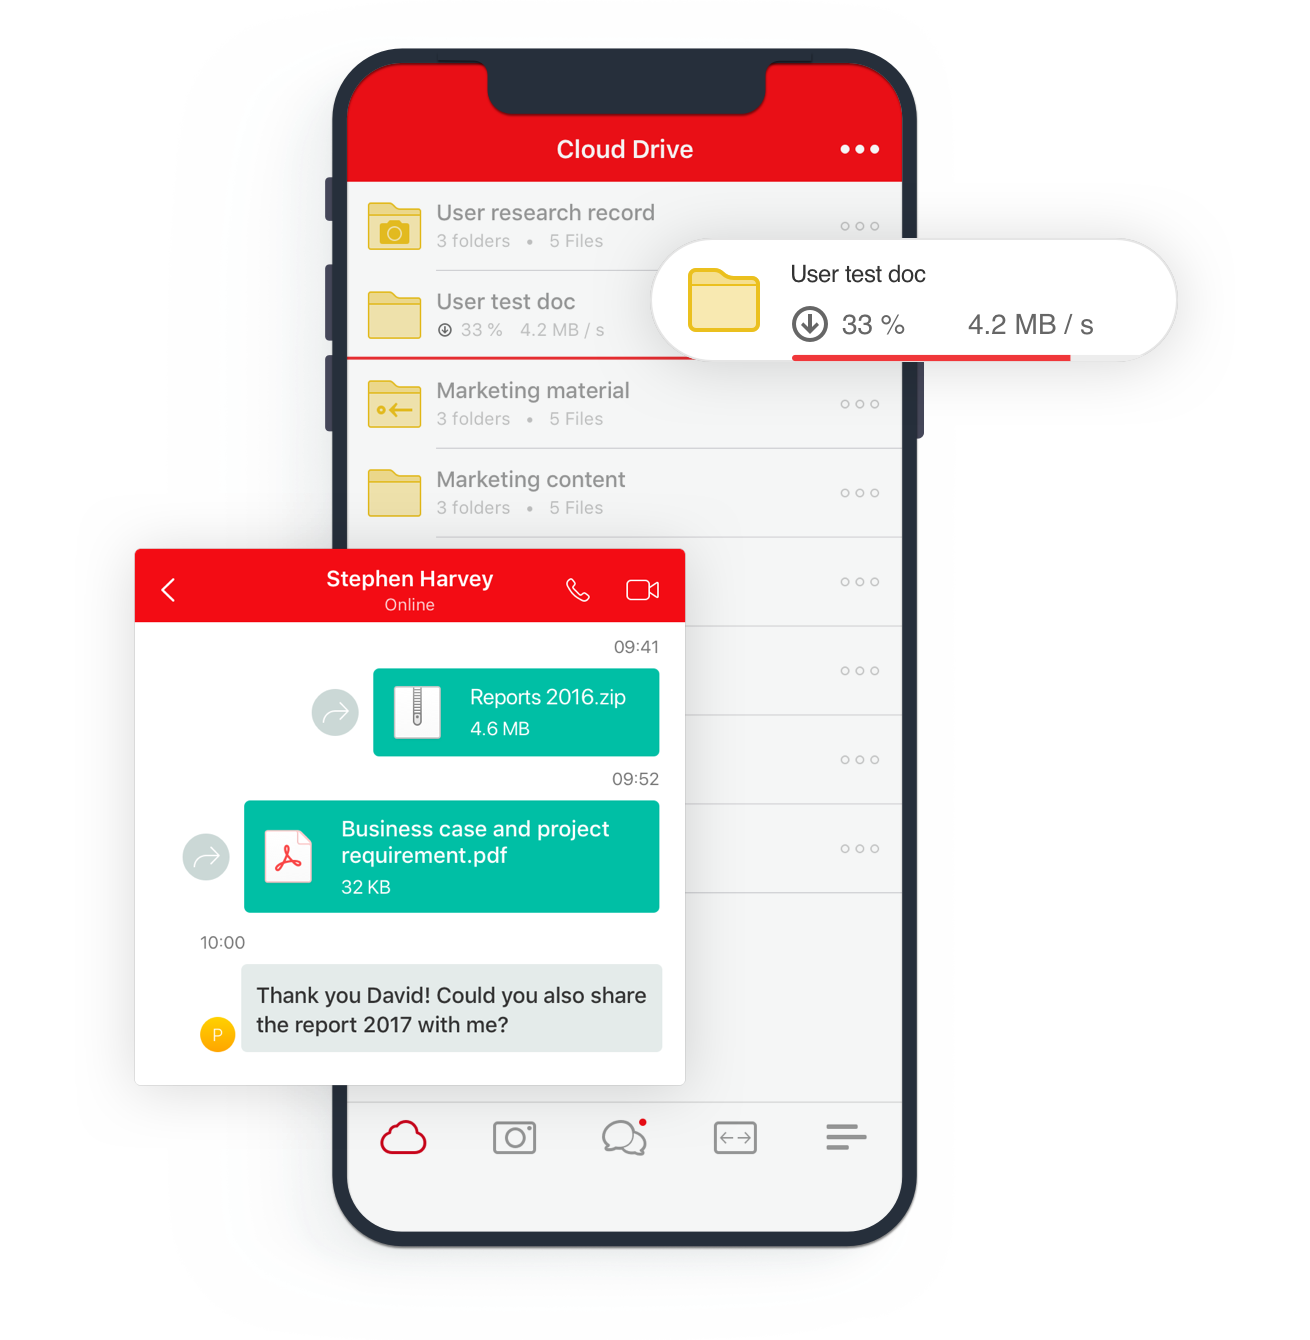 Cloud Drive
User research record
3 folders • 5 Files
User test doc
33 % 4.2 MB / s
User test doc
33 % 4.2 MB / s
Marketing material
3 folders • 5 Files
Marketing content
3 folders • 5 Files
Stephen Harvey
Online
09:41
Reports 2016.zip
4.6 MB
09:52
Business case and project
requirement.pdf
32 KB
10:00
Thank you David! Could you also share
the report 2017 with me?
P